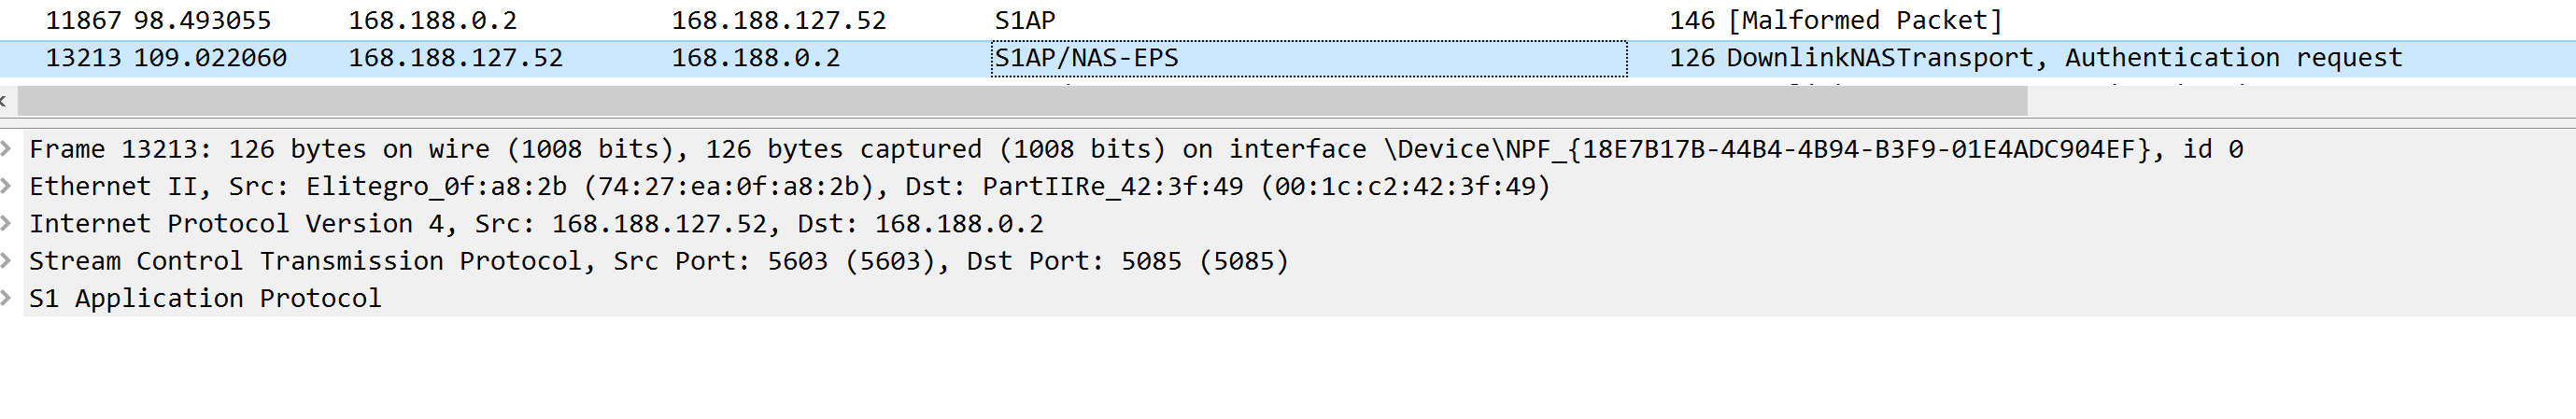 11867 98.493055 168.188.0.2 168.188.127.52 S1AP 146 [Malformed Packet]
13213 109.022060 168.188.127.52 168.188.0.2 S1AP/NAS-EPS 126 DownlinkNASTransport, Authentication request
Frame 13213: 126 bytes on wire (1008 bits), 126 bytes captured (1008 bits) on interface \Device\NPF_{18E7B17B-44B4-4B94-B3F9-01E4ADC904EF}, id 0
Ethernet II, Src: Elitegro_0f:a8:2b (74:27:ea:0f:a8:2b), Dst: PartIIRe_42:3f:49 (00:1c:c2:42:3f:49)
Internet Protocol Version 4, Src: 168.188.127.52, Dst: 168.188.0.2
Stream Control Transmission Protocol, Src Port: 5603 (5603), Dst Port: 5085 (5085)
S1 Application Protocol